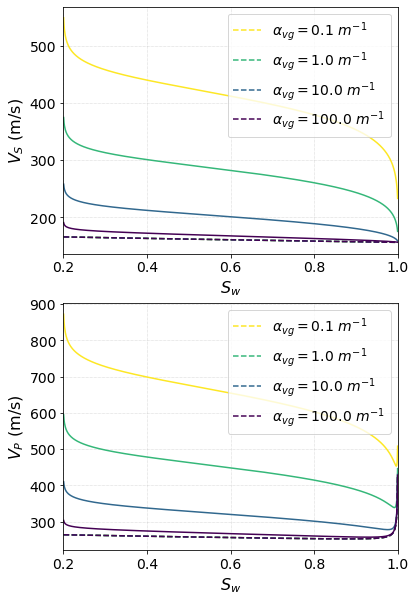 500
400
300
200
V_S (m/s)
α_vg = 0.1 m⁻¹
α_vg = 1.0 m⁻¹
α_vg = 10.0 m⁻¹
α_vg = 100.0 m⁻¹
0.2 0.4 0.6 0.8 1.0
S_w
900
800
700
600
500
400
300
V_P (m/s)
α_vg = 0.1 m⁻¹
α_vg = 1.0 m⁻¹
α_vg = 10.0 m⁻¹
α_vg = 100.0 m⁻¹
0.2 0.4 0.6 0.8 1.0
S_w